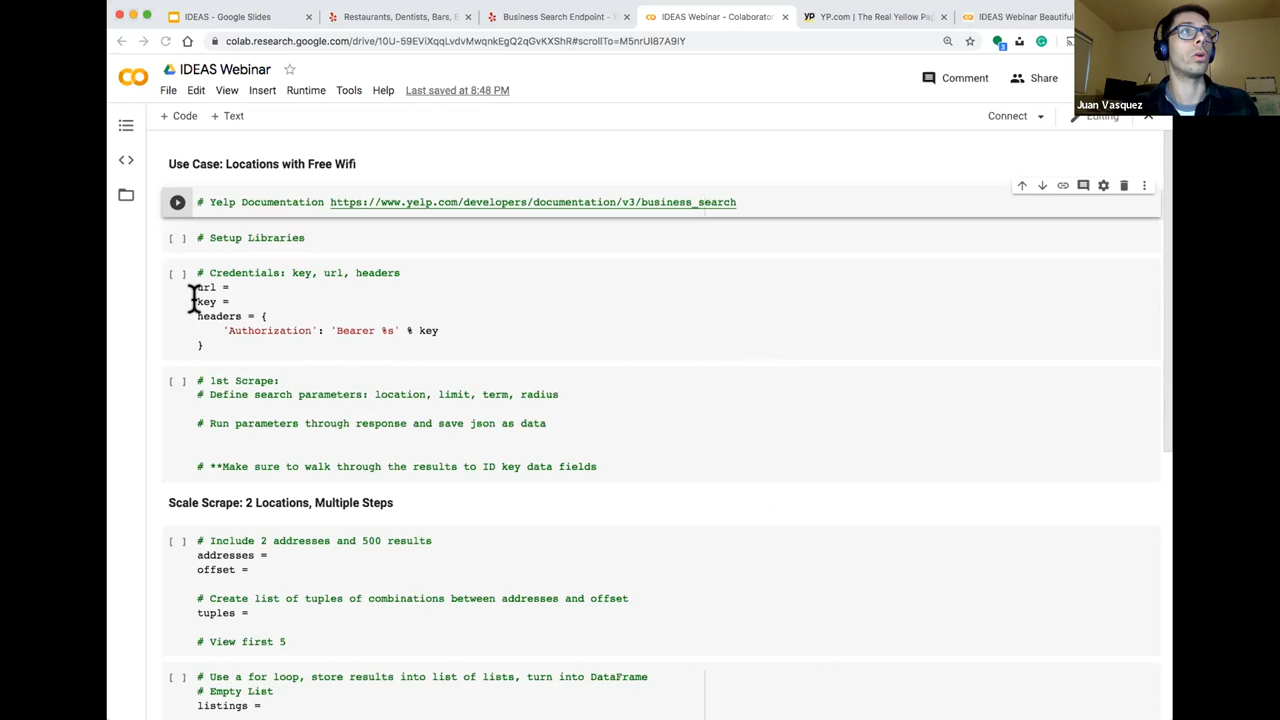 IDEAS - Google Slides
Restaurants, Dentists, Bars, E
Business Search Endpoint - Y
IDEAS Webinar - Colaborator
YP.com | The Real Yellow Pa
IDEAS Webinar Beautiful
colab.research.google.com/drive/10U-59EViXqqLvdvMwqnkEgQ2qGvKXShR#scrollTo=M5nrUI87A9IY
IDEAS Webinar
Comment
Share
File Edit View Insert Runtime Tools Help Last saved at 8:48 PM
Juan Vasquez
+ Code + Text
Connect
Editing
Use Case: Locations with Free Wifi
# Yelp Documentation https://www.yelp.com/developers/documentation/v3/business_search
[ ] # Setup Libraries
[ ] # Credentials: key, url, headers
url =
key =
headers = {
'Authorization': 'Bearer %s' % key
}
[ ] # 1st Scrape:
# Define search parameters: location, limit, term, radius
# Run parameters through response and save json as data
# **Make sure to walk through the results to ID key data fields
Scale Scrape: 2 Locations, Multiple Steps
[ ] # Include 2 addresses and 500 results
addresses =
offset =
# Create list of tuples of combinations between addresses and offset
tuples =
# View first 5
[ ] # Use a for loop, store results into list of lists, turn into DataFrame
# Empty List
listings =